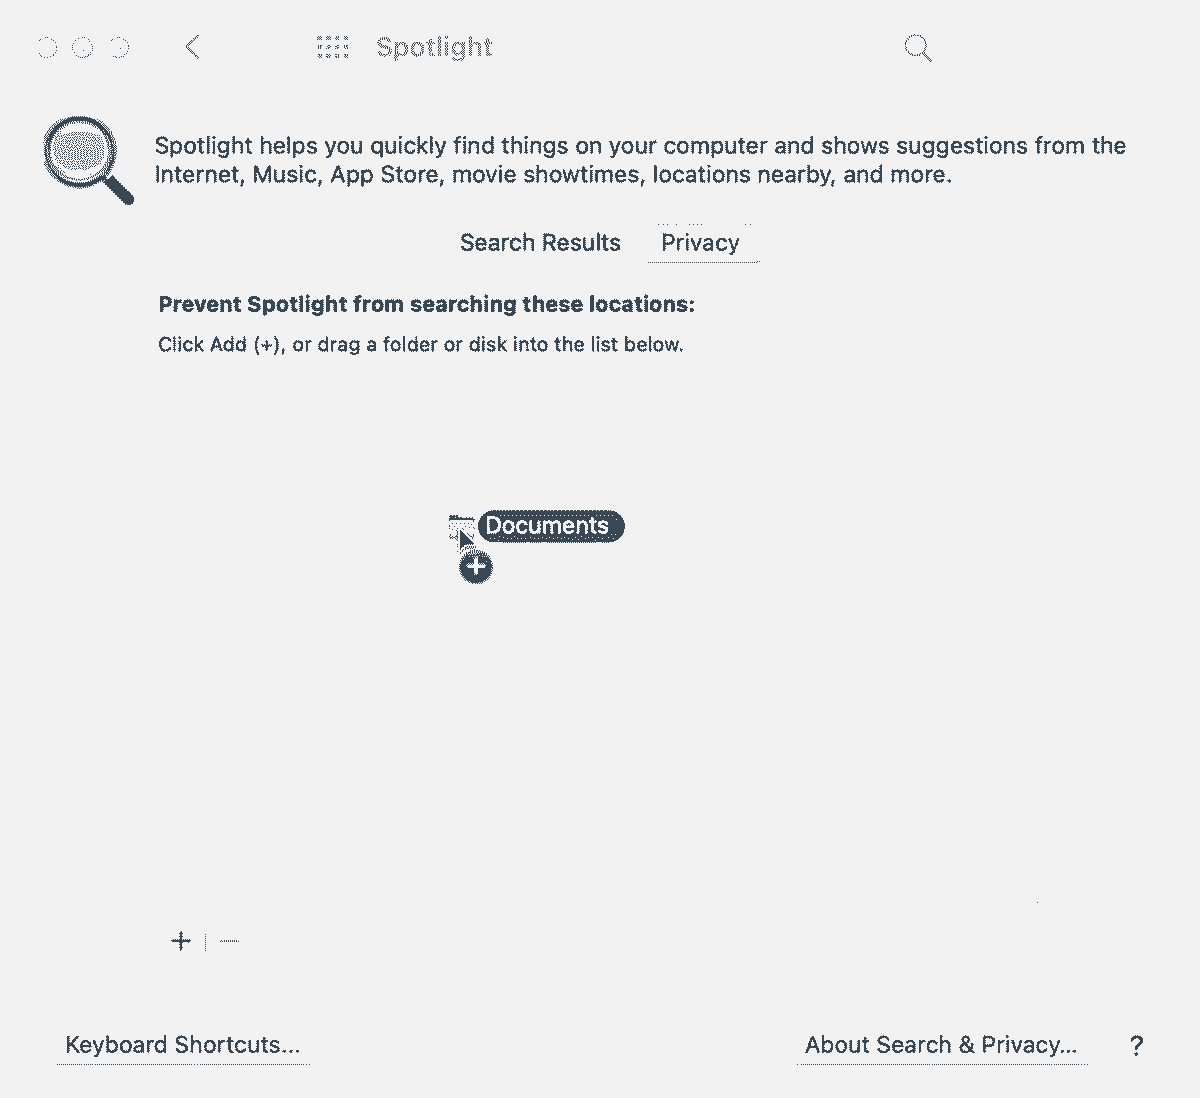 Spotlight
Spotlight helps you quickly find things on your computer and shows suggestions from the
Internet, Music, App Store, movie showtimes, locations nearby, and more.
Search Results Privacy
Prevent Spotlight from searching these locations:
Click Add (+), or drag a folder or disk into the list below.
Documents
Keyboard Shortcuts... About Search & Privacy... ?